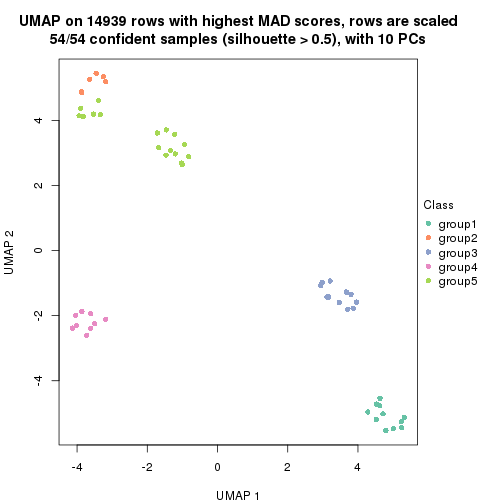 UMAP on 14939 rows with highest MAD scores, rows are scaled
54/54 confident samples (silhouette > 0.5), with 10 PCs
UMAP 2
4
2
0
-2
-4
-4
-2
0
2
4
UMAP 1
Class
group1
group2
group3
group4
group5